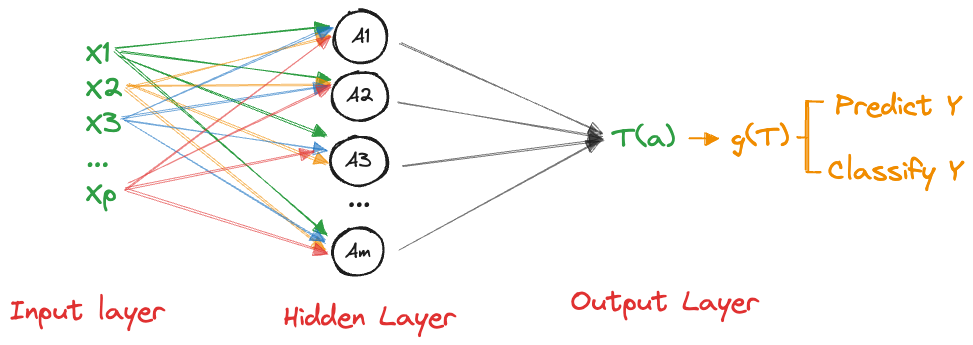 X1
X2
X3
...
Xp
A1
A2
A3
...
Am
T(a)
g(T)
Predict Y
Classify Y
Input layer
Hidden Layer
Output Layer